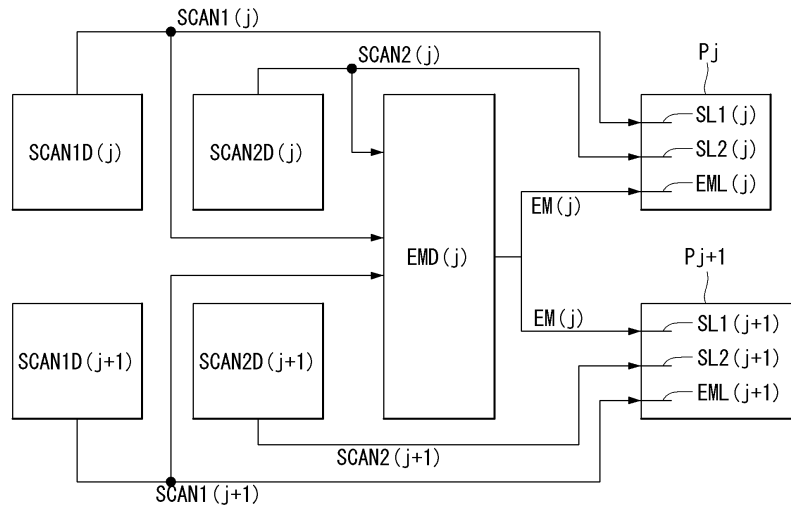 SCAN1(j)
SCAN2(j)
Pj
SCAN1D(j)
SCAN2D(j)
SL1(j)
SL2(j)
EML(j)
EM(j)
EMD(j)
Pj+1
EM(j)
SCAN1D(j+1)
SCAN2D(j+1)
SL1(j+1)
SL2(j+1)
EML(j+1)
SCAN2(j+1)
SCAN1(j+1)